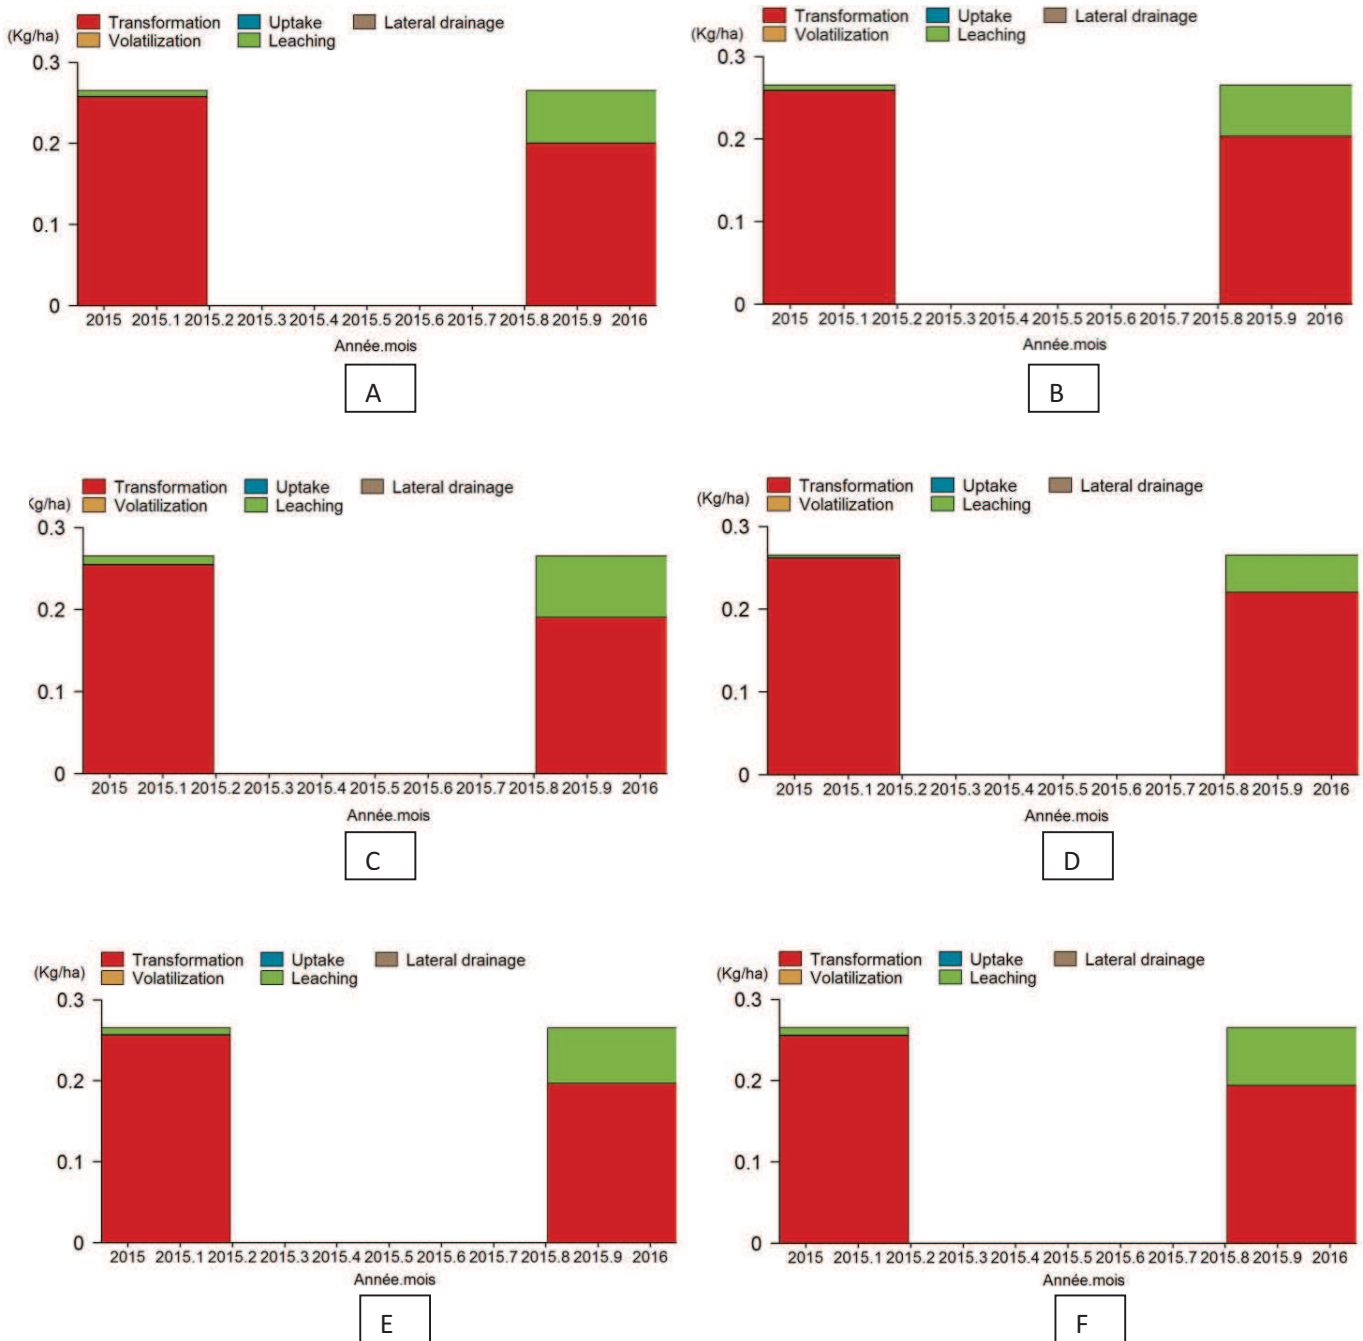 Transformation Uptake Lateral drainage
(Kg/ha) Volatilization Leaching
0.3
0.2
0.1
0
2015 2015.1 2015.2 2015.3 2015.4 2015.5 2015.6 2015.7 2015.8 2015.9 2016
Année.mois
A
Transformation Uptake Lateral drainage
(Kg/ha) Volatilization Leaching
0.3
0.2
0.1
0
2015 2015.1 2015.2 2015.3 2015.4 2015.5 2015.6 2015.7 2015.8 2015.9 2016
Année.mois
B
Transformation Uptake Lateral drainage
Kg/ha) Volatilization Leaching
0.3
0.2
0.1
0
2015 2015.1 2015.2 2015.3 2015.4 2015.5 2015.6 2015.7 2015.8 2015.9 2016
Année.mois
C
Transformation Uptake Lateral drainage
(Kg/ha) Volatilization Leaching
0.3
0.2
0.1
0
2015 2015.1 2015.2 2015.3 2015.4 2015.5 2015.6 2015.7 2015.8 2015.9 2016
Année.mois
D
Transformation Uptake Lateral drainage
(Kg/ha) Volatilization Leaching
0.3
0.2
0.1
0
2015 2015.1 2015.2 2015.3 2015.4 2015.5 2015.6 2015.7 2015.8 2015.9 2016
Année.mois
E
Transformation Uptake Lateral drainage
(Kg/ha) Volatilization Leaching
0.3
0.2
0.1
0
2015 2015.1 2015.2 2015.3 2015.4 2015.5 2015.6 2015.7 2015.8 2015.9 2016
Année.mois
F